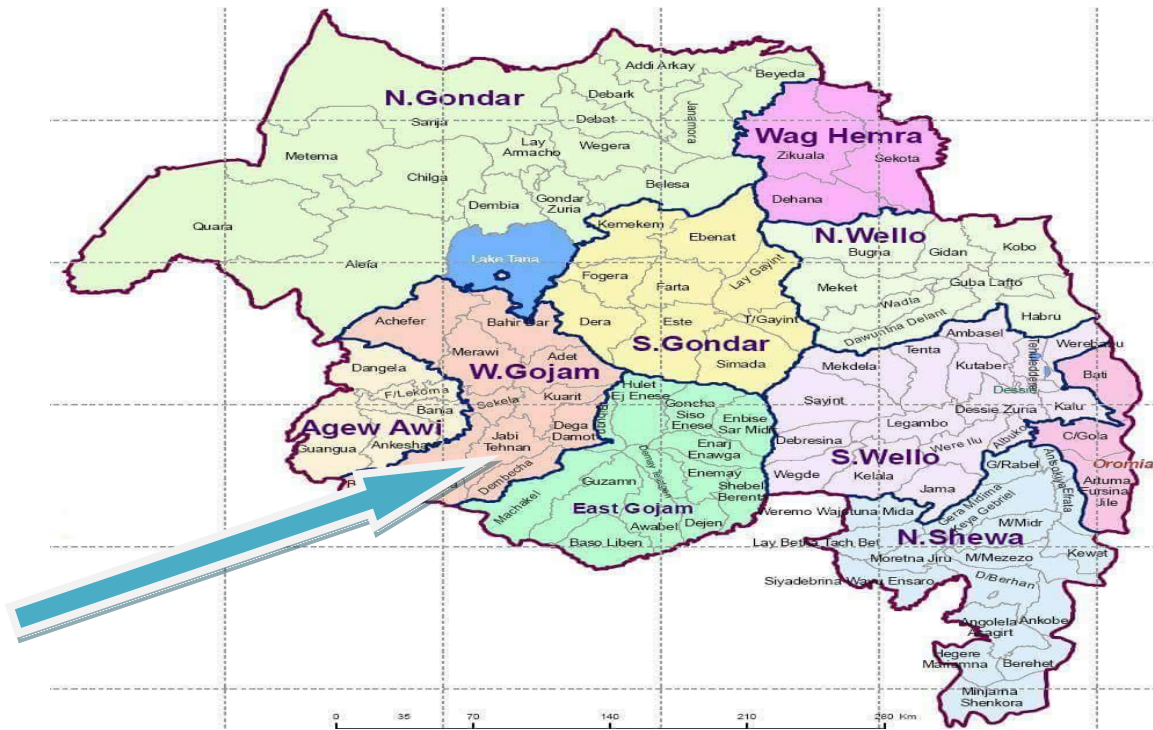 Addi Arkay
Beyeda
N.Gondar
Debark
Janamora
Sanja
Debat
Wag Hemra
Lay
Armacho
Wegera
Metema
Zikuala
Sekota
Chilga
Belesa
Dembia
Gondar
Zuria
Dehana
Quara
Kemekem
Ebenat
N.Wello
Bugna
Gidan
Kobo
Lake Tana
Alefa
Fogera
Farta
Lay Gayint
Meket
Guba Lafto
Wadla
Habru
Achefer
Bahir Dar
Dera
Este
T/Gayint
Dawuntna Delant
Ambasel
S.Gondar
Merawi
Adet
Simada
Tenta
Mekdela
Kutaber
Werebabu
Dangela
W.Gojam
Bati
F/Lekoma
Sekela
Kuarit
Hulet
Ej Enese
Goncha
Siso
Enese
Sayint
Dessie
Dessie Zuria
Kalu
Bania
Agew Awi
Enbise
Sar Midr
Legambo
Albuko
Guangua
Ankesha
Jabi
Tehnan
Dega
Damot
Debresina
Were Ilu
C/Gola
Enarj
Enawga
S.Wello
G/Rabel
Oromia
Dembecha
Guzamn
Enemay
Wegde
Kelala
Jama
Artuma
Fursina
Jile
Machakel
Shebel
Berenta
East Gojam
Weremo Wajetuna Mida
Gera Midima
Keya Gebriel
Awabel
Dejen
M/Midr
N.Shewa
Baso Liben
Lay Betna Tach Bet
Moretna Jiru
M/Mezezo
Kewet
Siyadebrina Wayu Ensaro
D/Berhan
Angolela
Asagirt
Ankober
Hegere
Mariamna
Berehet
Minjarna
Shenkora
0 35 70 140 210 280 Km